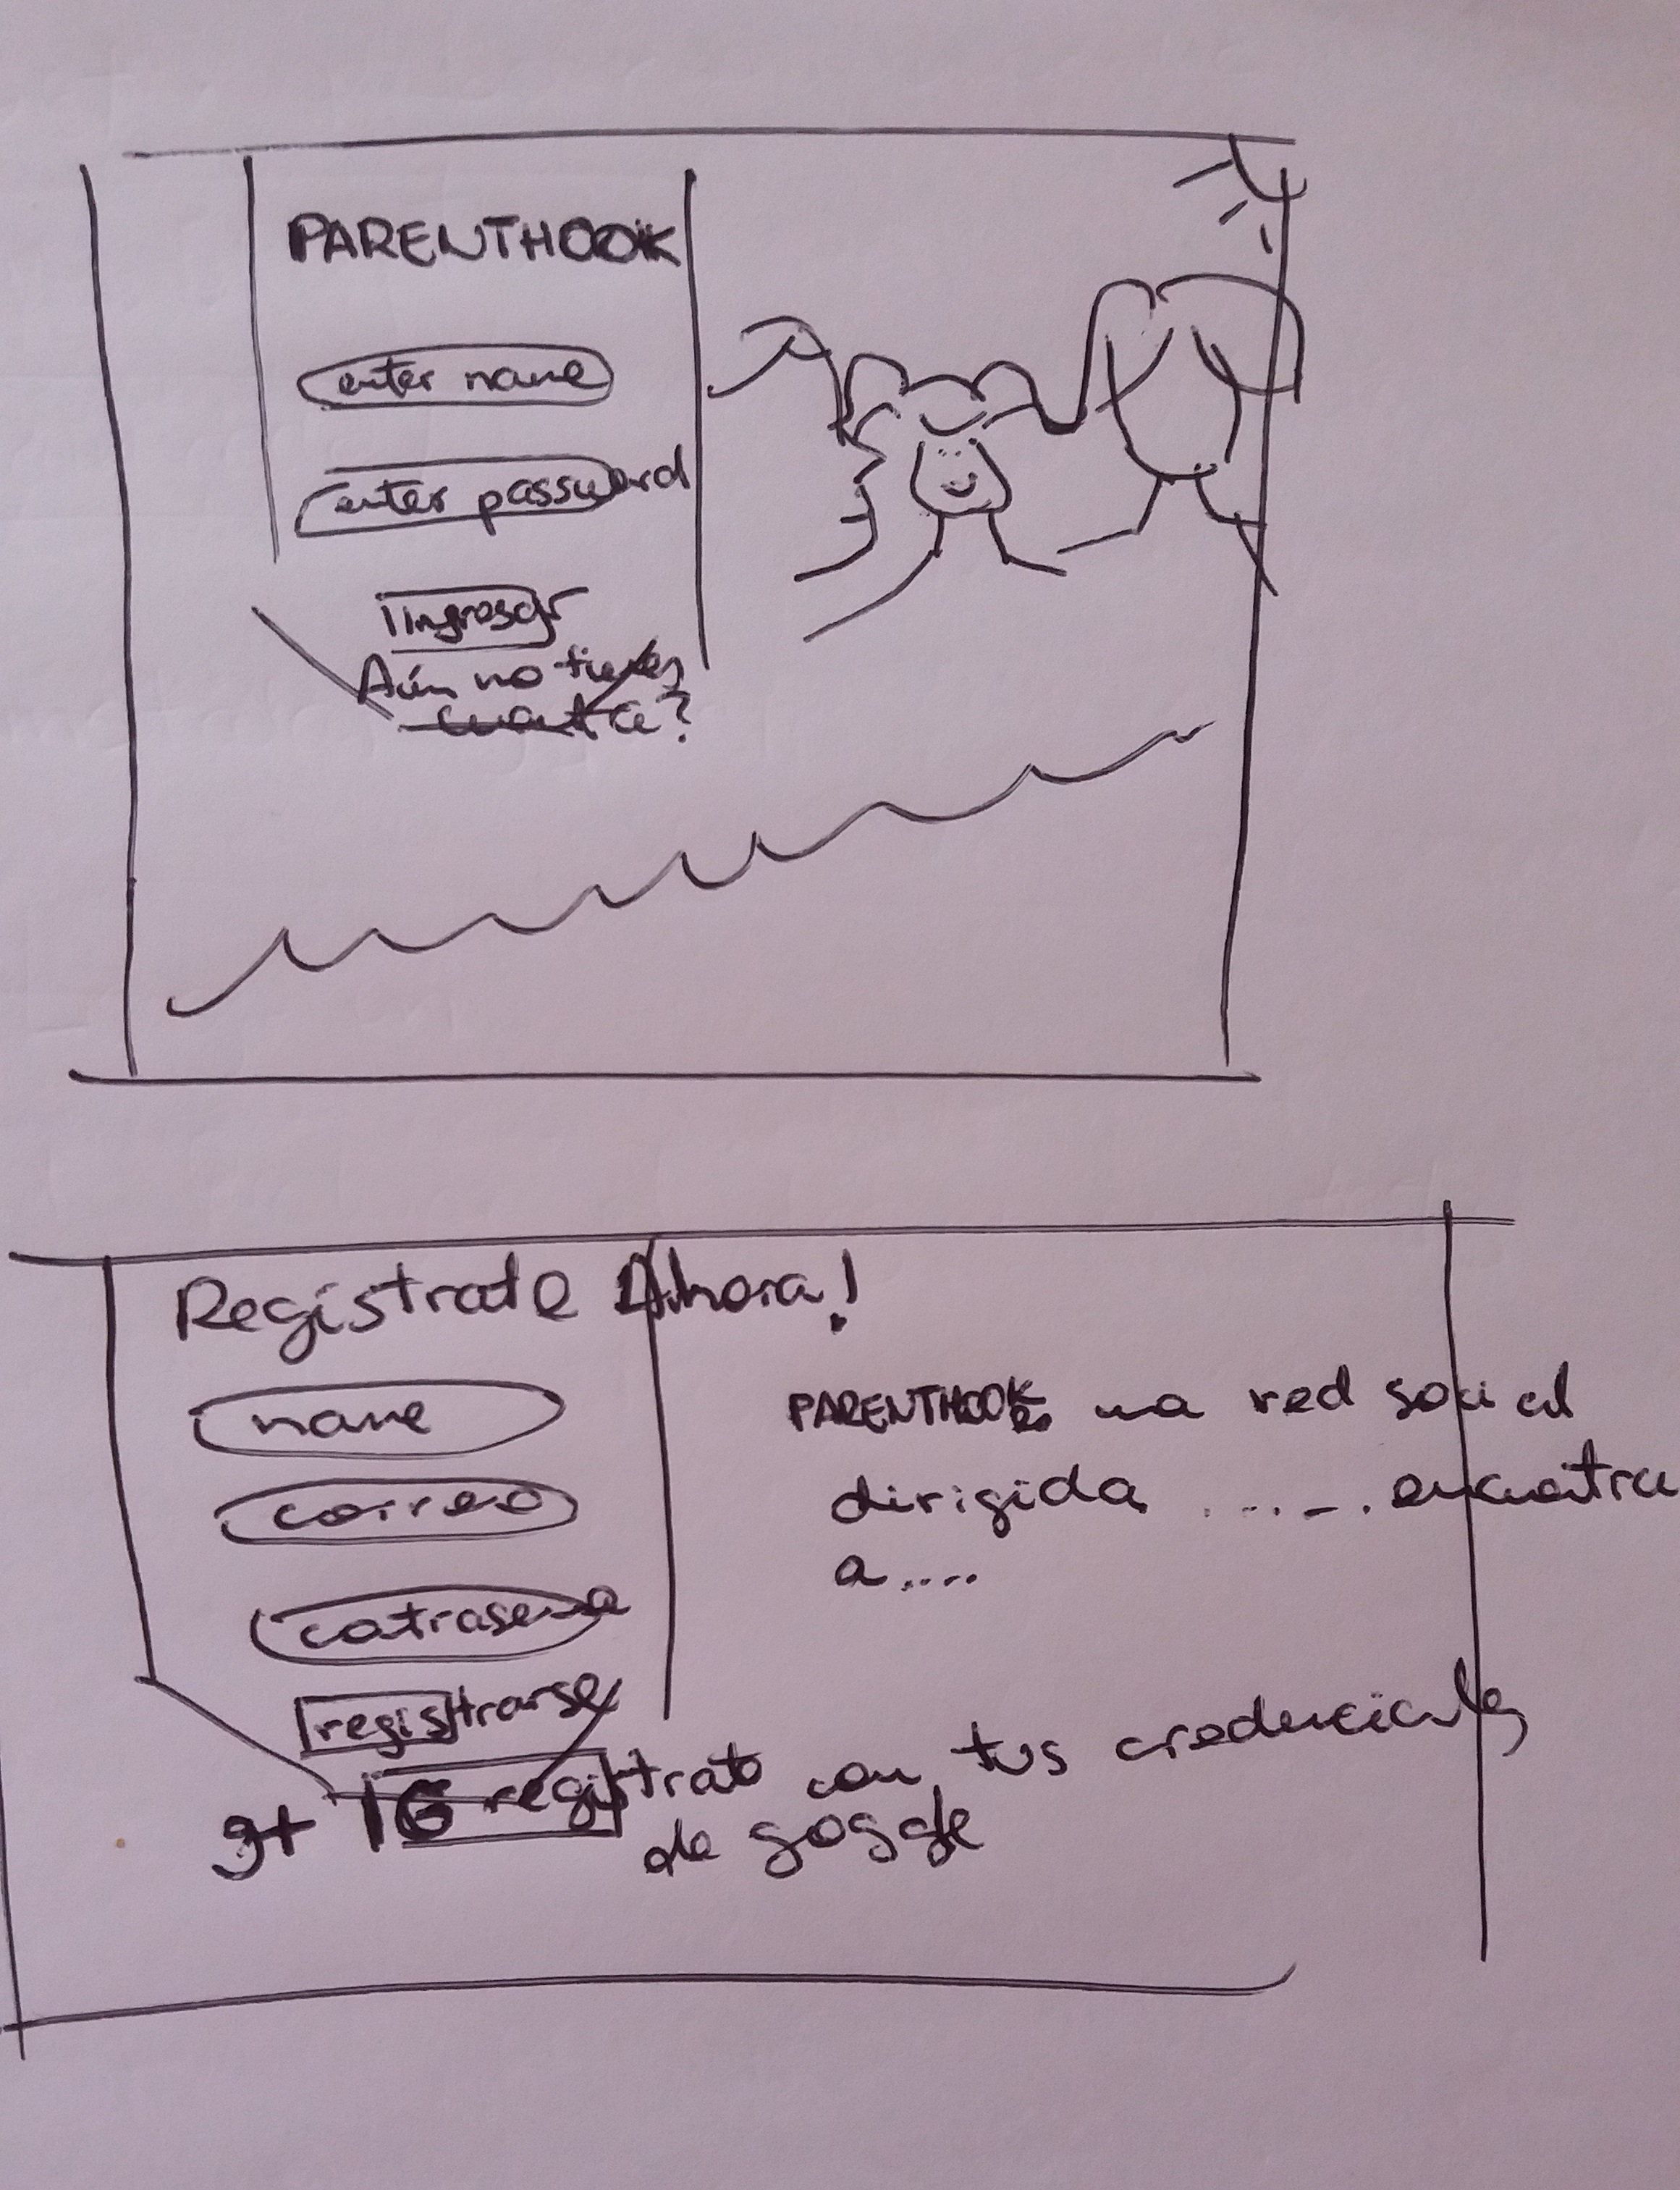 PARENTHOOK
enter name
enter password
Ingresar
Aún no tienes
cuenta?
Registrate Ahora!
name
correo
contraseña
registrarse
PARENTHOOK una red social
dirigida ...... encuentra
a ....
g+ G registrate con tus credenciales
de google